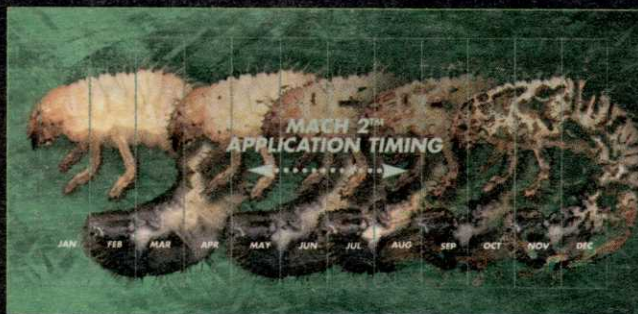 MACH 2™
APPLICATION TIMING
JAN FEB MAR APR MAY JUN JUL AUG SEP OCT NOV DEC